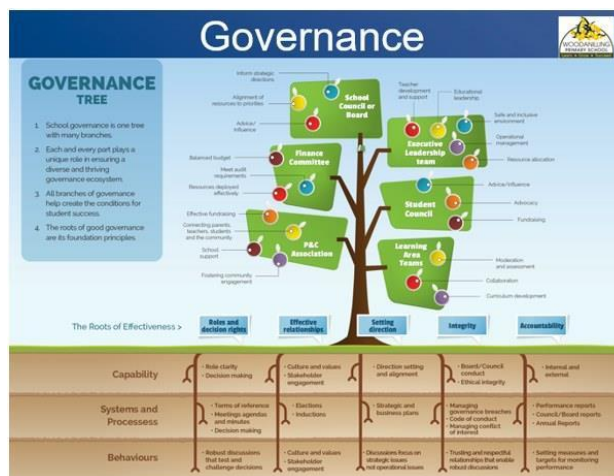 Governance
WOODANILLING
PRIMARY SCHOOL
GOVERNANCE
TREE
1. School governance is one tree
with many branches.
2. Each and every part plays a
unique role in ensuring a
diverse and thriving
governance ecosystem.
3. All branches of governance
help create the conditions for
student success.
4. The roots of good governance
are its foundation principles.
Inform strategic
directions
Alignment of
resources to priorities
Advice/
Influence
School
Council or
Board
Teacher
development
and support
Educational
leadership
Safe and inclusive
environment
Operational
management
Resource allocation
Executive
Leadership
team
Balanced budget
Meet audit
requirements
Resources deployed
effectively
Finance
Committee
Advice/Influence
Advocacy
Fundraising
Student
Council
Effective fundraising
Connecting parents,
teachers, students
and the community
School
support
Fostering community
engagement
P&C
Association
Learning
Area
Teams
Moderation
and assessment
Collaboration
Curriculum development
The Roots of Effectiveness >
Roles and
decision rights
Effective
relationships
Setting
direction
Integrity
Accountability
Capability
• Role clarity
• Decision making
• Culture and values
• Stakeholder
engagement
• Direction setting
and alignment
• Board/Council
conduct
• Ethical integrity
• Internal and
external
Systems and
Processess
• Terms of reference
• Meetings agendas and
minutes
• Decision making
• Elections
• Inductions
• Strategic and
business plans
• Managing
governance breaches
• Code of conduct
• Managing conflict
of interest
• Performance reports
• Council/Board reports
• Annual Reports
Behaviours
• Robust discussions
that test and
challenge decisions
• Culture and values
• Stakeholder
engagement
• Discussions focus on
strategic issues
not operational issues
• Trusting and respectful
relationships that enable
robust discussions
• Setting measures and
targets for monitoring
performance